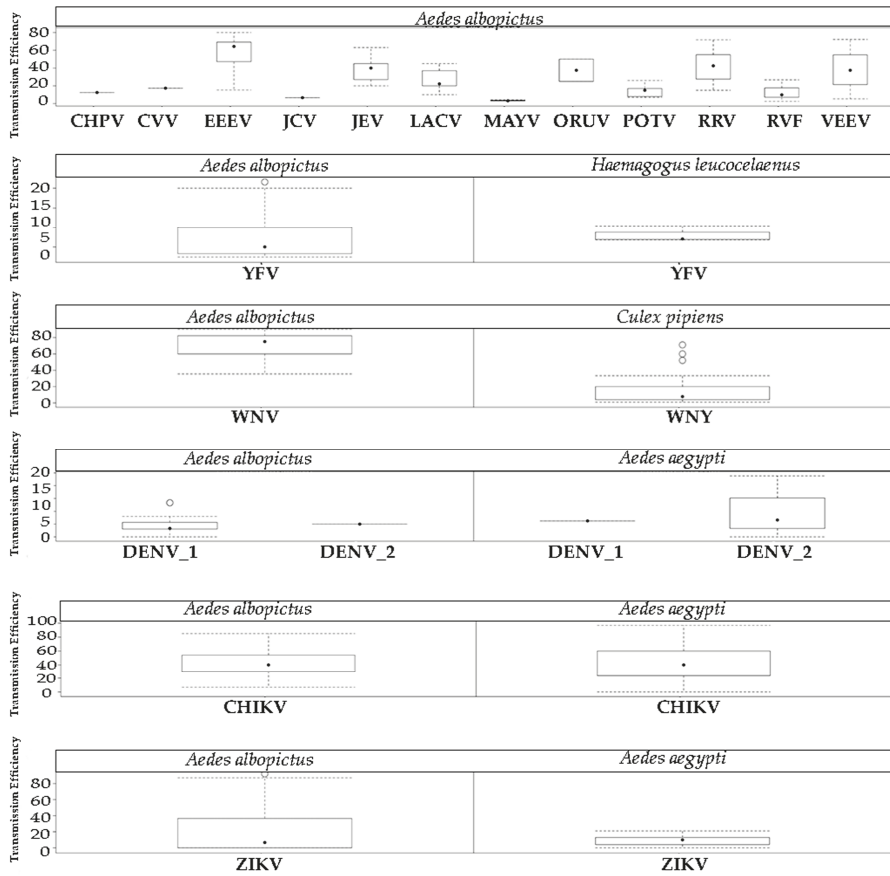 Aedes albopictus
Transmission Efficiency
80
60
40
20
0
CHPV CVV EEEV JCV JEV LACV MAYV ORUV POTV RRV RVF VEEV
Aedes albopictus Haemagogus leucocelaenus
Transmission Efficiency
20
15
10
5
0
YFV YFV
Aedes albopictus Culex pipiens
Transmission Efficiency
80
60
40
20
0
WNV WNY
Aedes albopictus Aedes aegypti
Transmission Efficiency
20
15
10
5
0
DENV_1 DENV_2 DENV_1 DENV_2
Aedes albopictus Aedes aegypti
Transmission Efficiency
100
80
60
40
20
0
CHIKV CHIKV
Aedes albopictus Aedes aegypti
Transmission Efficiency
80
60
40
20
0
ZIKV ZIKV